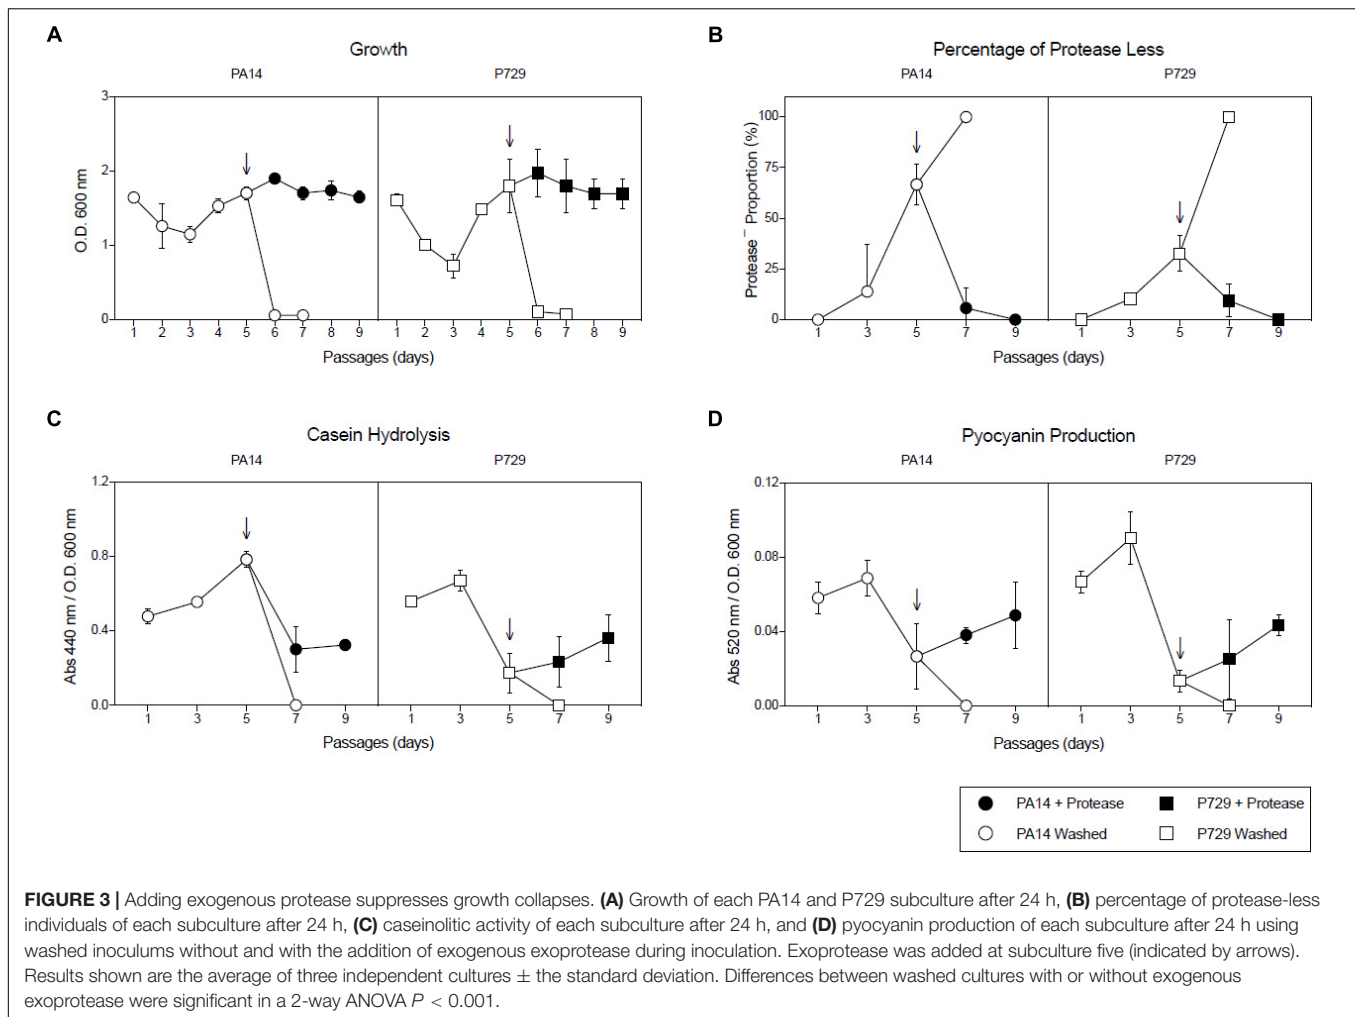 A
Growth
PA14
P729
O.D. 600 nm
3
2
1
0
1 2 3 4 5 6 7 8 9
1 2 3 4 5 6 7 8 9
Passages (days)
B
Percentage of Protease Less
PA14
P729
Protease⁻ Proportion (%)
100
75
50
25
0
1 3 5 7 9
1 3 5 7 9
Passages (days)
C
Casein Hydrolysis
PA14
P729
Abs 440 nm / O.D. 600 nm
1.2
0.8
0.4
0.0
1 3 5 7 9
1 3 5 7 9
Passages (days)
D
Pyocyanin Production
PA14
P729
Abs 520 nm / O.D. 600 nm
0.12
0.08
0.04
0.00
1 3 5 7 9
1 3 5 7 9
Passages (days)
PA14 + Protease
P729 + Protease
PA14 Washed
P729 Washed
FIGURE 3 | Adding exogenous protease suppresses growth collapses. (A) Growth of each PA14 and P729 subculture after 24 h, (B) percentage of protease-less
individuals of each subculture after 24 h, (C) caseinolitic activity of each subculture after 24 h, and (D) pyocyanin production of each subculture after 24 h using
washed inoculums without and with the addition of exogenous exoprotease during inoculation. Exoprotease was added at subculture five (indicated by arrows).
Results shown are the average of three independent cultures ± the standard deviation. Differences between washed cultures with or without exogenous
exoprotease were significant in a 2-way ANOVA P < 0.001.